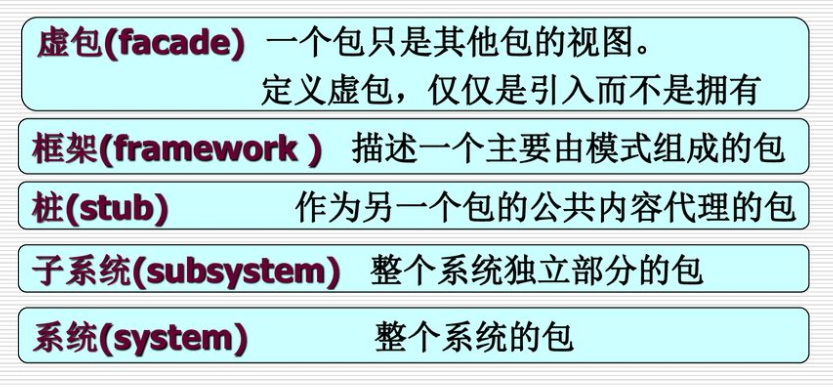 虚包(facade) 一个包只是其他包的视图。
定义虚包，仅仅是引入而不是拥有
框架(framework ) 描述一个主要由模式组成的包
桩(stub) 作为另一个包的公共内容代理的包
子系统(subsystem) 整个系统独立部分的包
系统(system) 整个系统的包